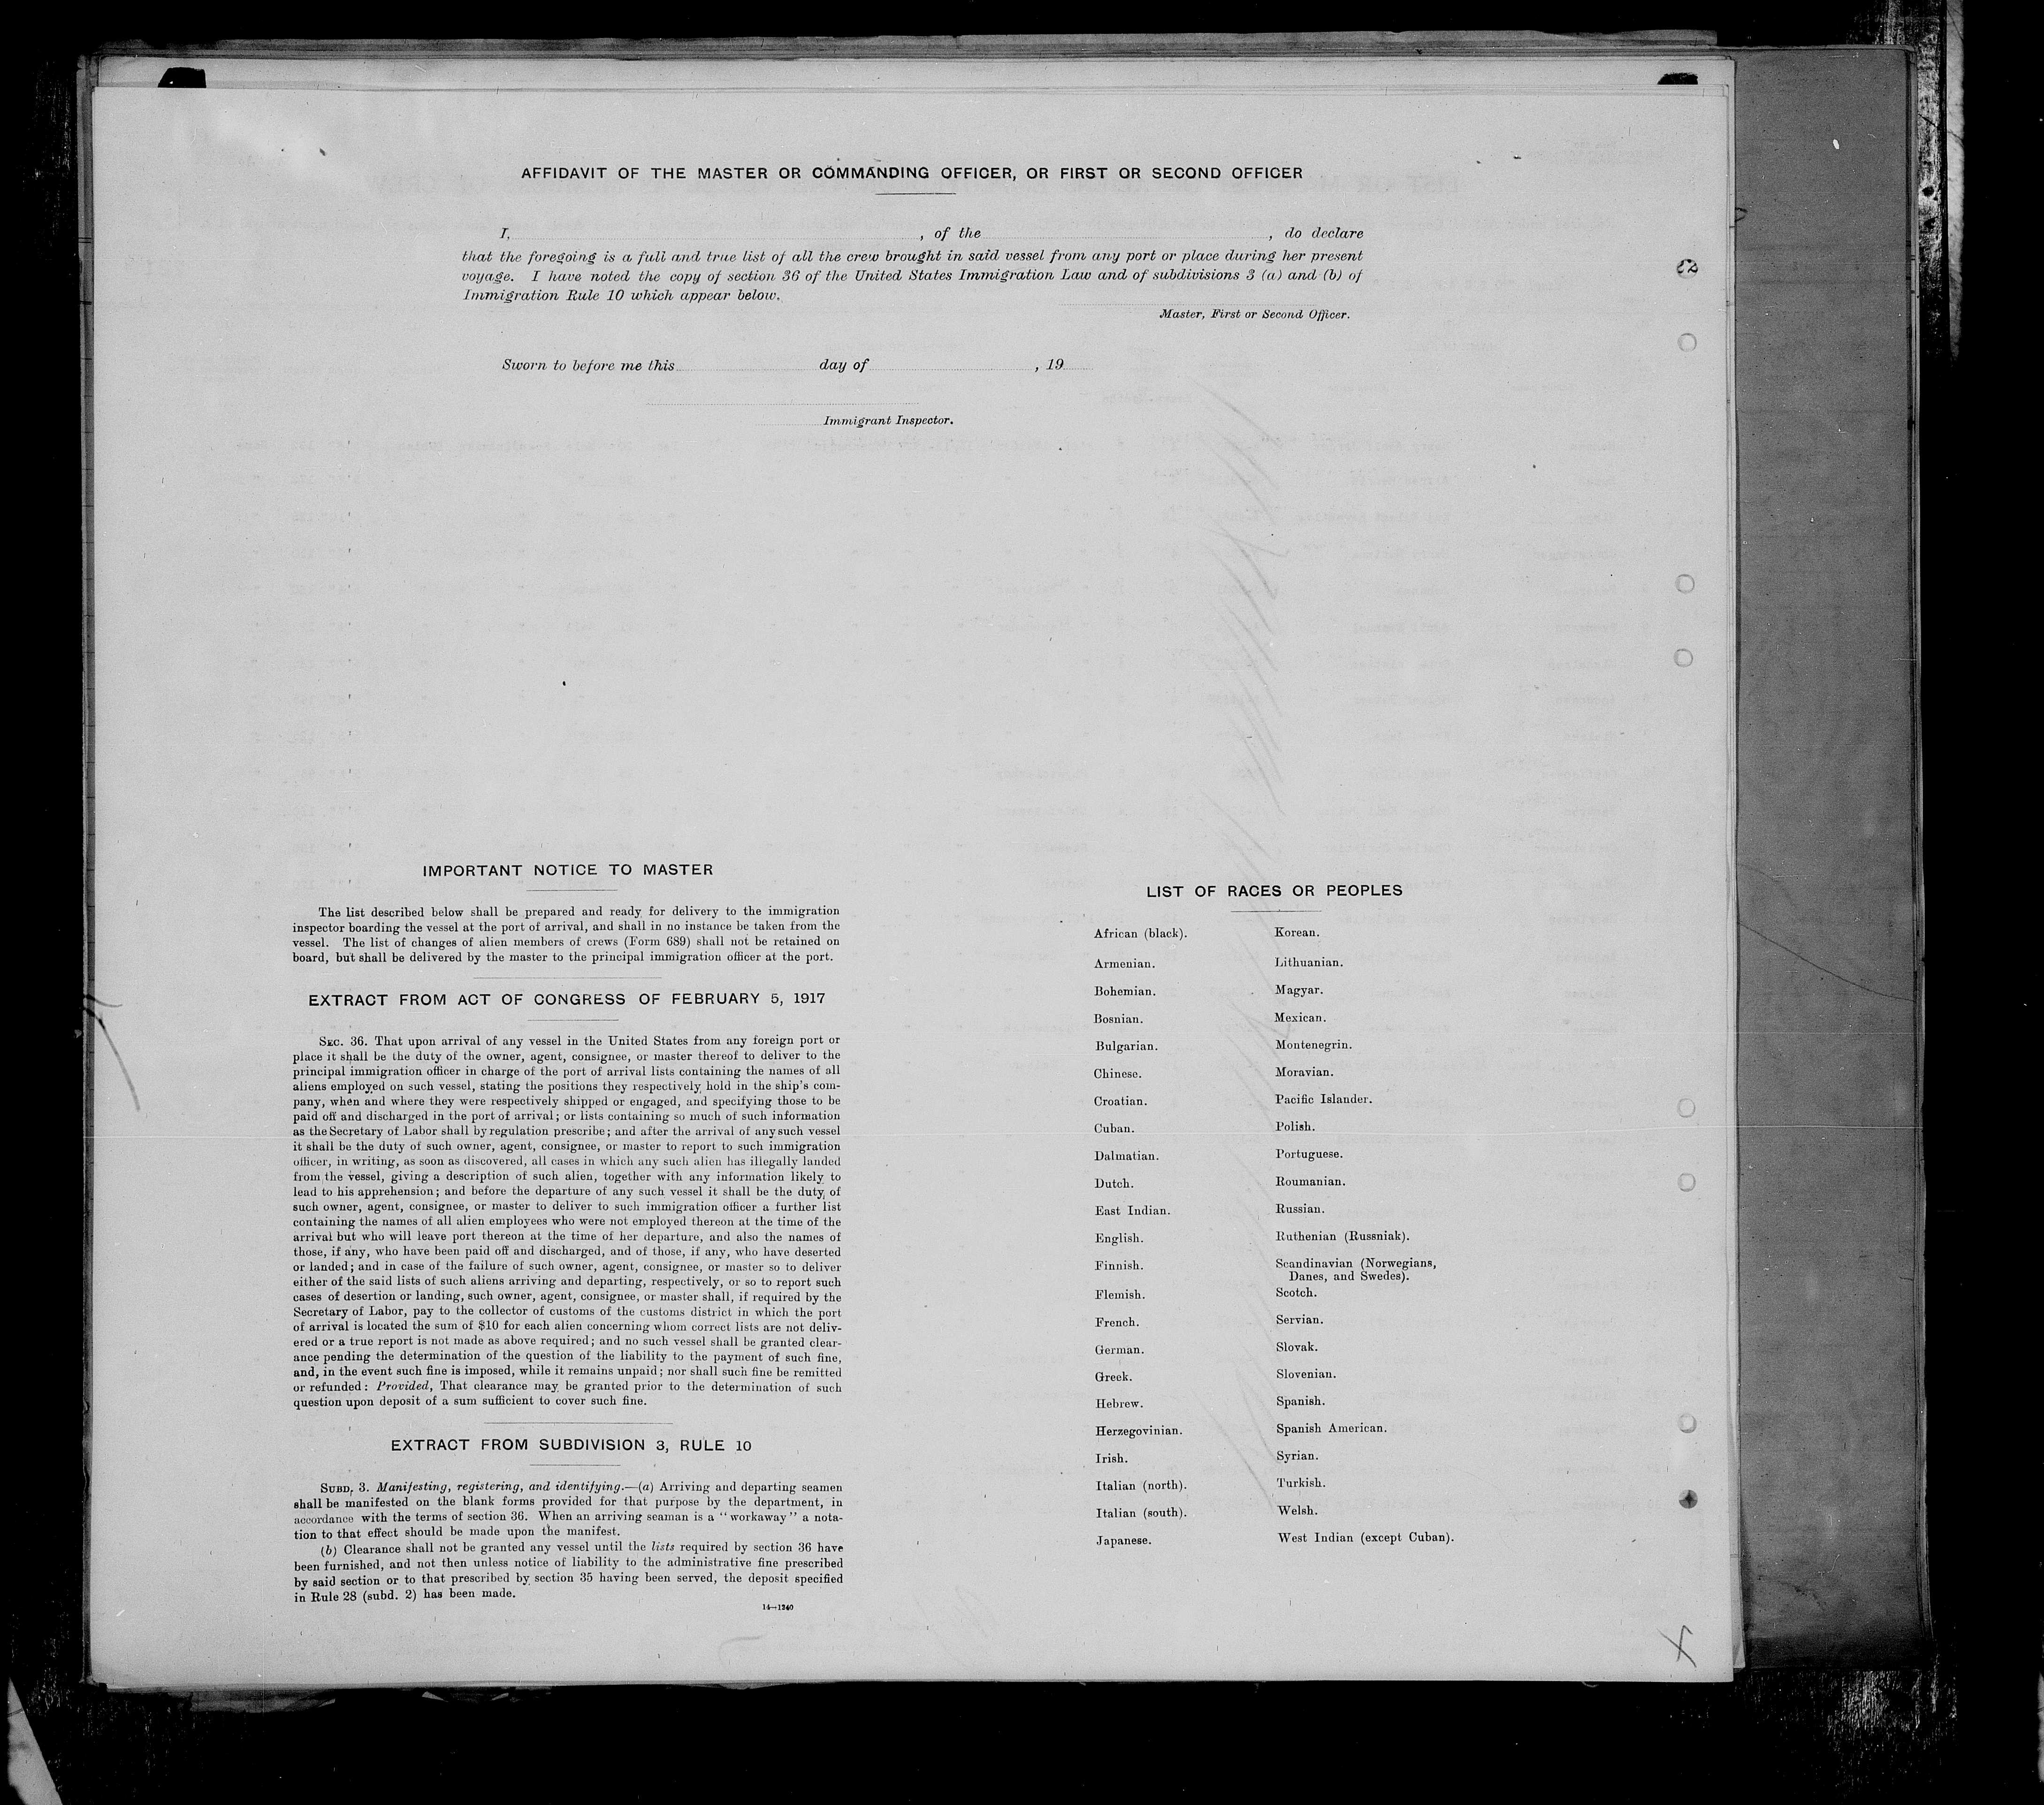 AFFIDAVIT OF THE MASTER OR COMMANDING OFFICER, OR FIRST OR SECOND OFFICER
I, , of the , do declare
that the foregoing is a full and true list of all the crew brought in said vessel from any port or place during her present
voyage. I have noted the copy of section 36 of the United States Immigration Law and of subdivisions 3 (a) and (b) of
Immigration Rule 10 which appear below.
Master, First or Second Officer.
Sworn to before me this day of , 19
Immigrant Inspector.
IMPORTANT NOTICE TO MASTER
The list described below shall be prepared and ready for delivery to the immigration
inspector boarding the vessel at the port of arrival, and shall in no instance be taken from the
vessel. The list of changes of alien members of crews (Form 689) shall not be retained on
board, but shall be delivered by the master to the principal immigration officer at the port.
EXTRACT FROM ACT OF CONGRESS OF FEBRUARY 5, 1917
SEC. 36. That upon arrival of any vessel in the United States from any foreign port or
place it shall be the duty of the owner, agent, consignee, or master thereof to deliver to the
principal immigration officer in charge of the port of arrival lists containing the names of all
aliens employed on such vessel, stating the positions they respectively hold in the ship's com-
pany, when and where they were respectively shipped or engaged, and specifying those to be
paid off and discharged in the port of arrival; or lists containing so much of such information
as the Secretary of Labor shall by regulation prescribe; and after the arrival of any such vessel
it shall be the duty of such owner, agent, consignee, or master to report to such immigration
officer, in writing, as soon as discovered, all cases in which any such alien has illegally landed
from the vessel, giving a description of such alien, together with any information likely to
lead to his apprehension; and before the departure of any such vessel it shall be the duty of
such owner, agent, consignee, or master to deliver to such immigration officer a further list
containing the names of all alien employees who were not employed thereon at the time of the
arrival but who will leave port thereon at the time of her departure, and also the names of
those, if any, who have been paid off and discharged, and of those, if any, who have deserted
or landed; and in case of the failure of such owner, agent, consignee, or master so to deliver
either of the said lists of such aliens arriving and departing, respectively, or so to report such
cases of desertion or landing, such owner, agent, consignee, or master shall, if required by the
Secretary of Labor, pay to the collector of customs of the customs district in which the port
of arrival is located the sum of $10 for each alien concerning whom correct lists are not deliv-
ered or a true report is not made as above required; and no such vessel shall be granted clear-
ance pending the determination of the question of the liability to the payment of such fine,
and, in the event such fine is imposed, while it remains unpaid; nor shall such fine be remitted
or refunded: Provided, That clearance may be granted prior to the determination of such
question upon deposit of a sum sufficient to cover such fine.
EXTRACT FROM SUBDIVISION 3, RULE 10
SUBD. 3. Manifesting, registering, and identifying.—(a) Arriving and departing seamen
shall be manifested on the blank forms provided for that purpose by the department, in
accordance with the terms of section 36. When an arriving seaman is a "workaway" a nota-
tion to that effect should be made upon the manifest.
(b) Clearance shall not be granted any vessel until the lists required by section 36 have
been furnished, and not then unless notice of liability to the administrative fine prescribed
by said section or to that prescribed by section 35 having been served, the deposit specified
in Rule 28 (subd. 2) has been made.
14—1240
LIST OF RACES OR PEOPLES
African (black).
Armenian.
Bohemian.
Bosnian.
Bulgarian.
Chinese.
Croatian.
Cuban.
Dalmatian.
Dutch.
East Indian.
English.
Finnish.
Flemish.
French.
German.
Greek.
Hebrew.
Herzegovinian.
Irish.
Italian (north).
Italian (south).
Japanese.
Korean.
Lithuanian.
Magyar.
Mexican.
Montenegrin.
Moravian.
Pacific Islander.
Polish.
Portuguese.
Roumanian.
Russian.
Ruthenian (Russniak).
Scandinavian (Norwegians,
Danes, and Swedes).
Scotch.
Servian.
Slovak.
Slovenian.
Spanish.
Spanish American.
Syrian.
Turkish.
Welsh.
West Indian (except Cuban).